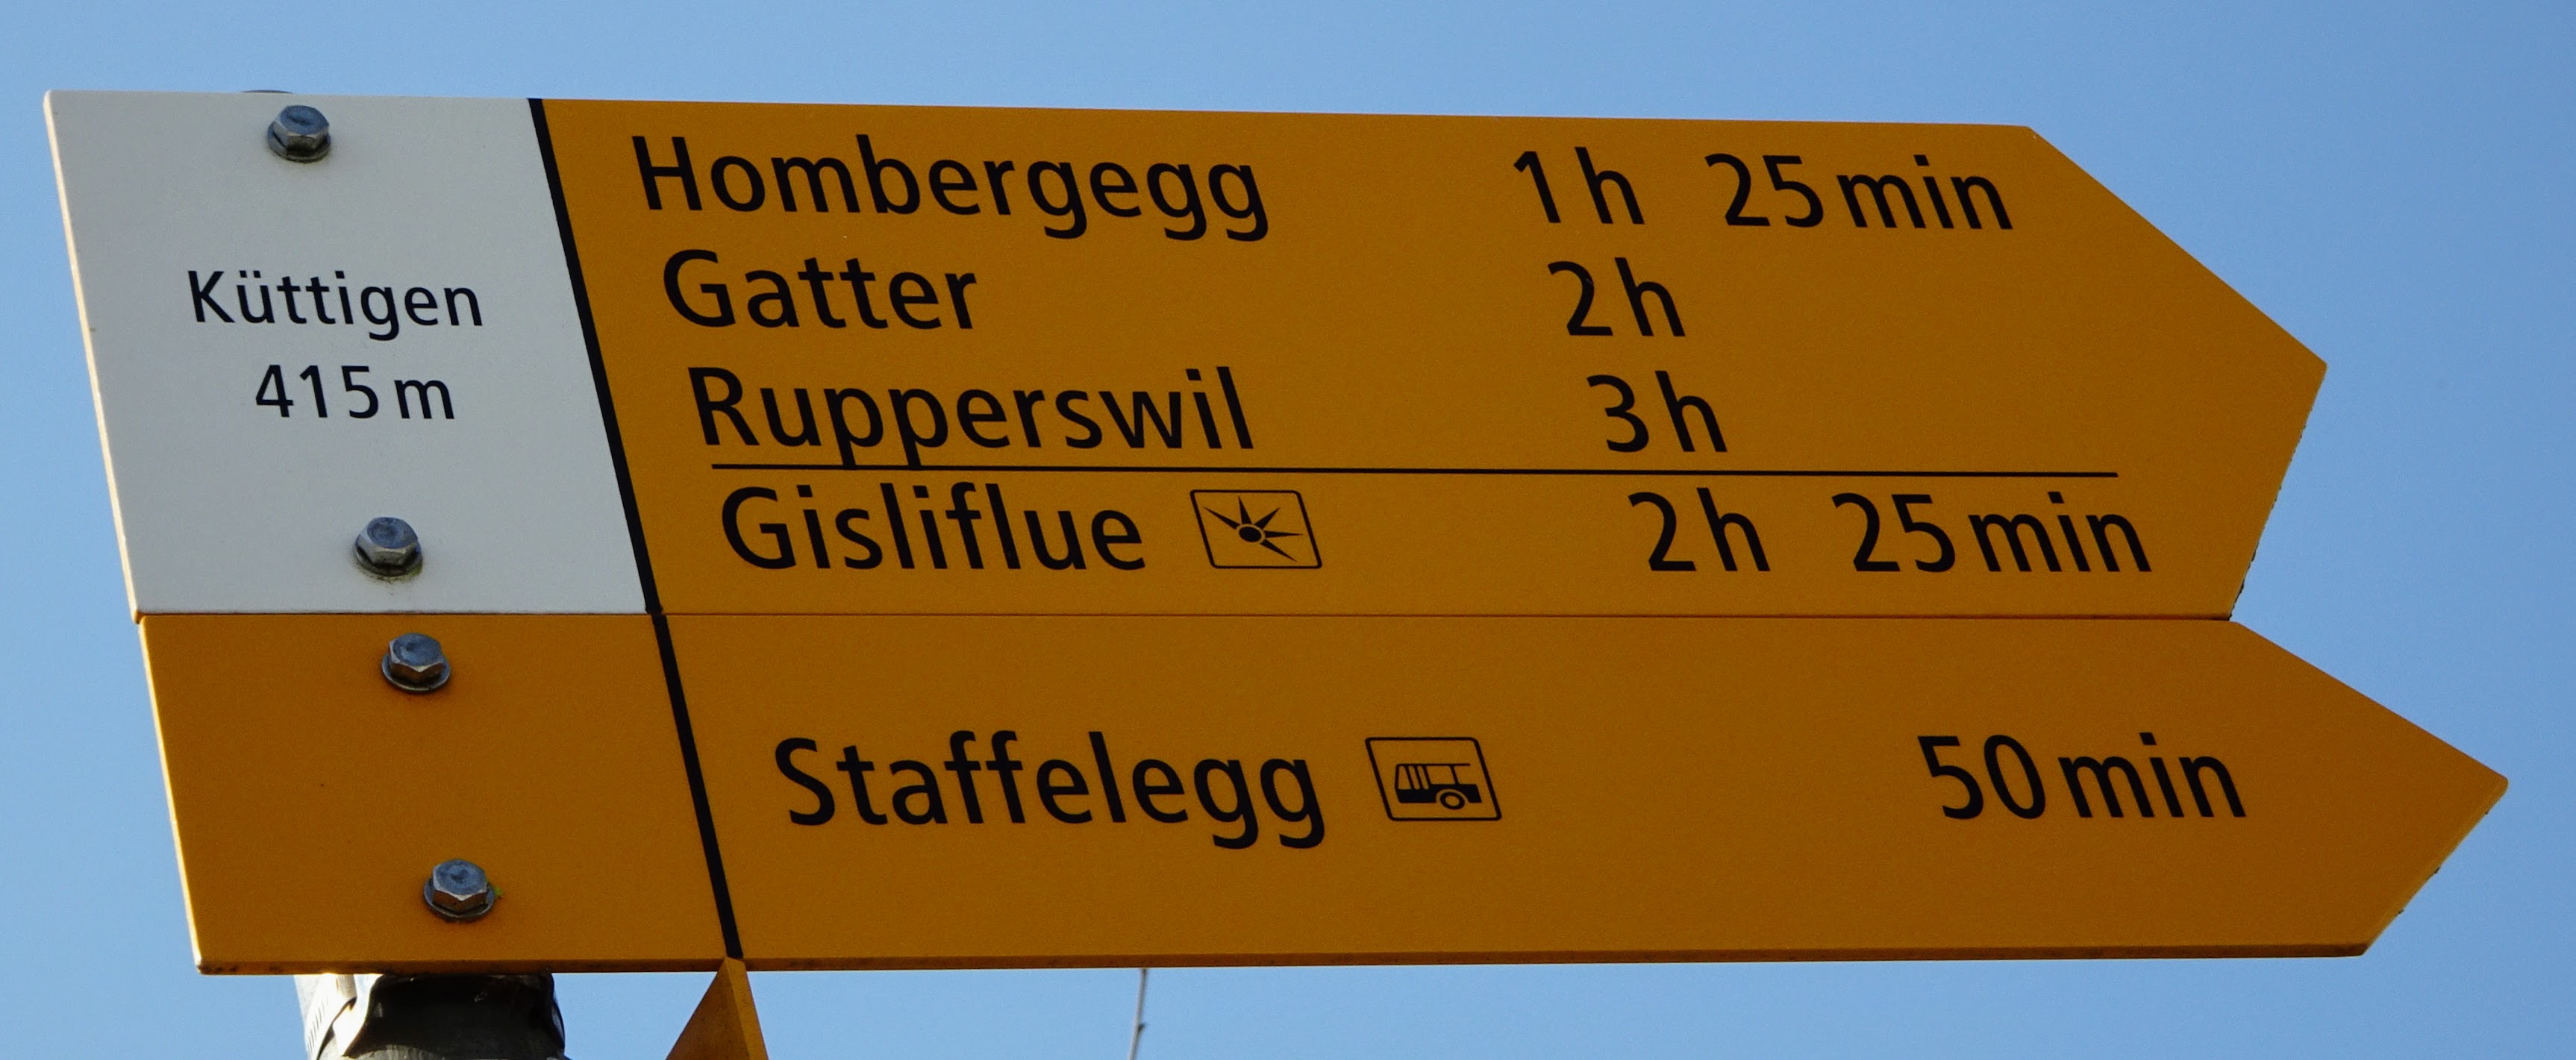 Küttigen
415 m
Hombergegg 1 h 25 min
Gatter 2 h
Rupperswil 3 h
Gisliflue 2 h 25 min
Staffelegg 50 min